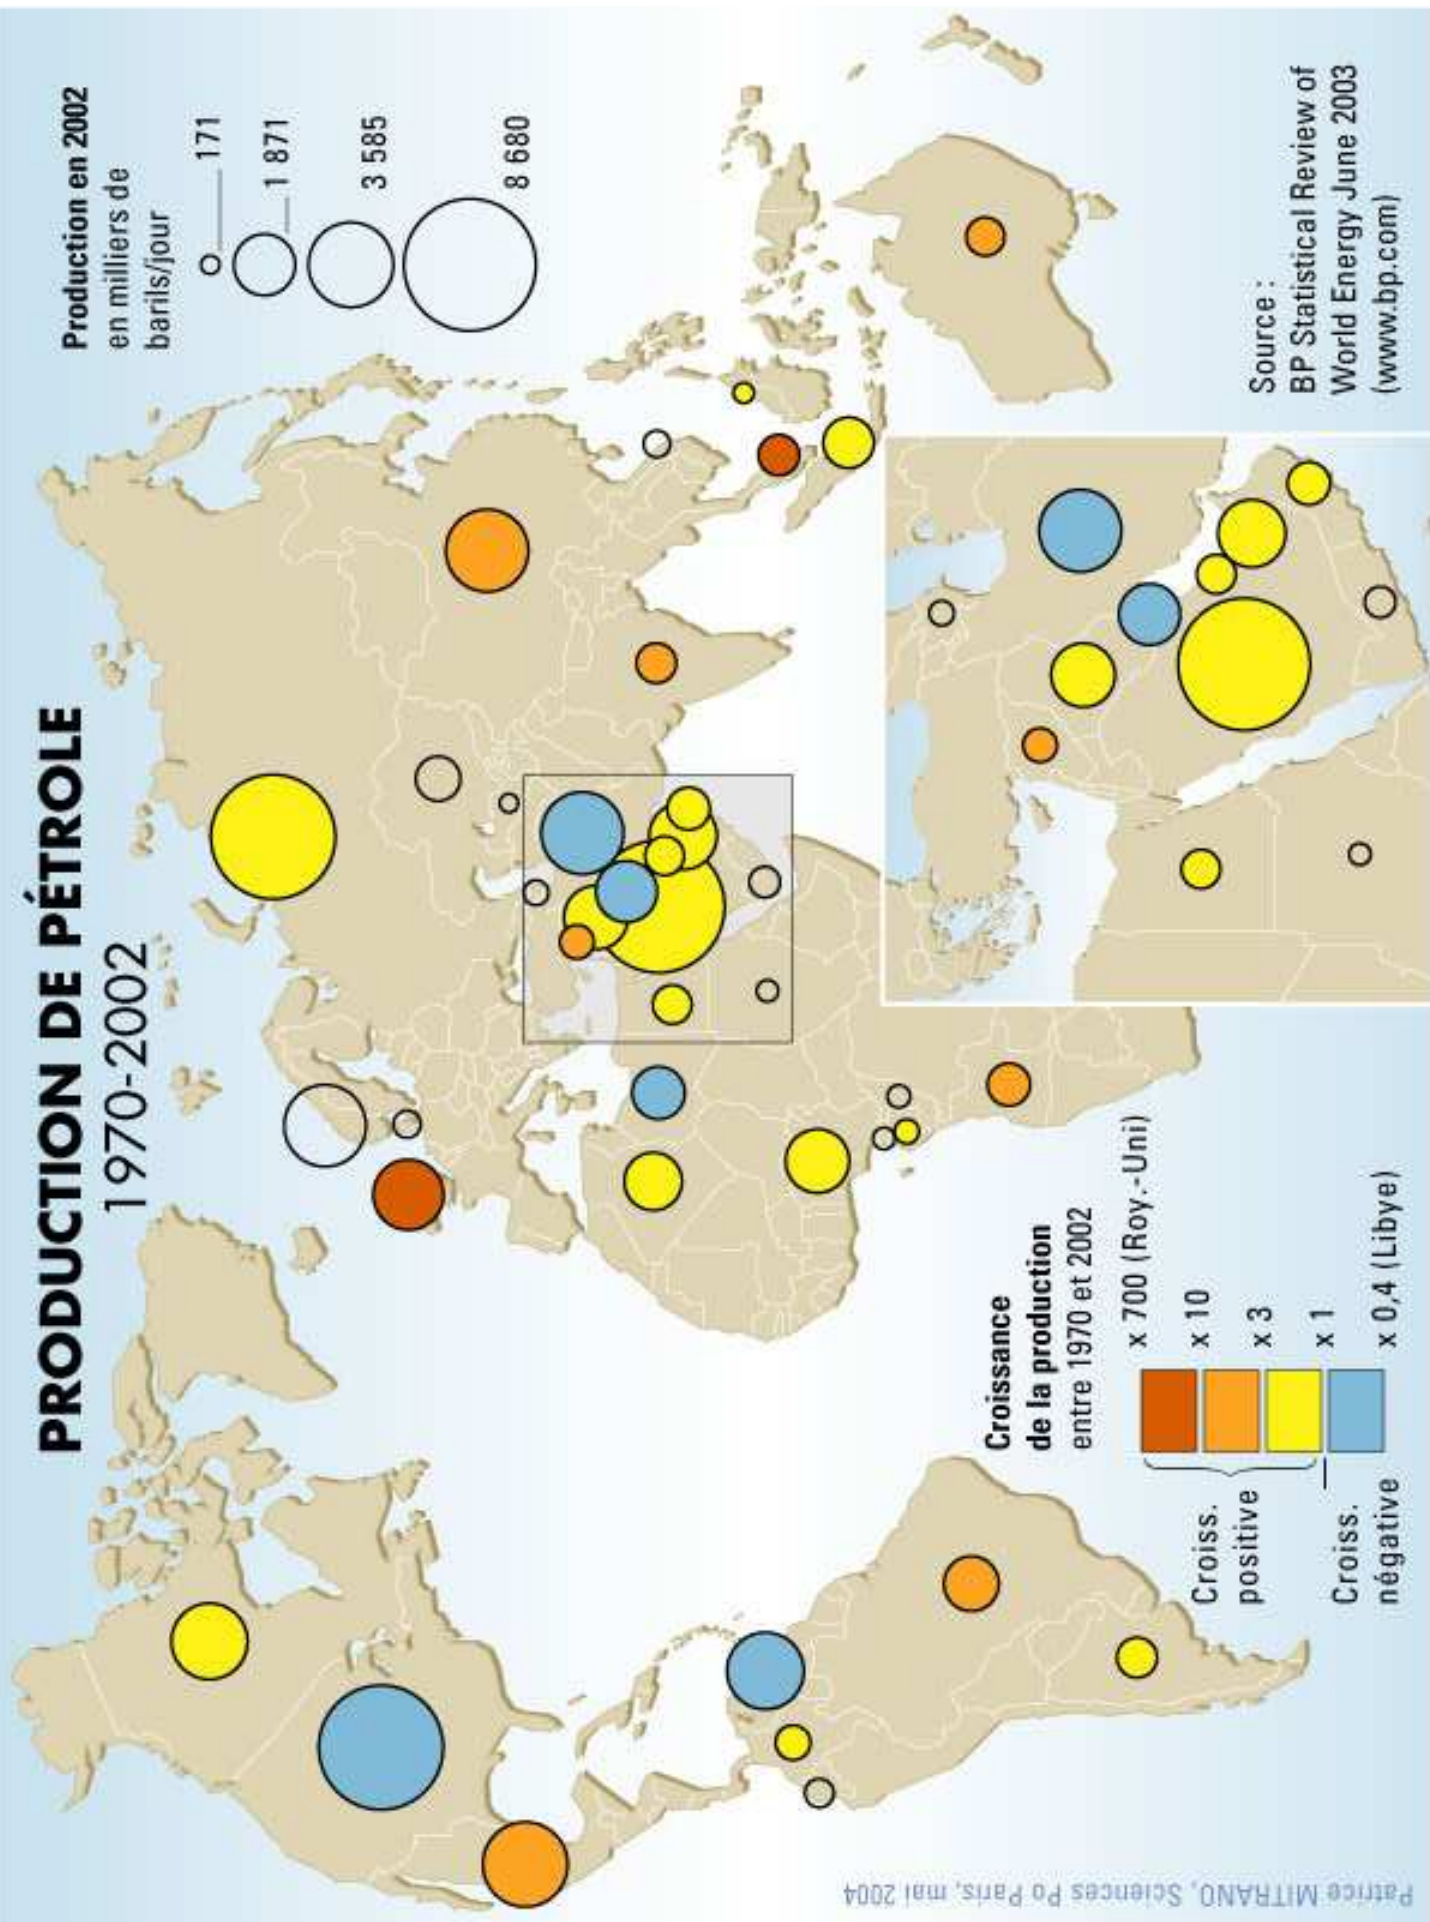 PRODUCTION DE PÉTROLE
1970-2002
Production en 2002
en milliers de
barils/jour
171
1 871
3 585
8 680
Croissance
de la production
entre 1970 et 2002
x 700 (Roy.-Uni)
x 10
x 3
x 1
x 0,4 (Libye)
Croiss.
positive
Croiss.
négative
Source :
BP Statistical Review of
World Energy June 2003
(www.bp.com)
Patrice MITRANO, Sciences Po Paris, mai 2004